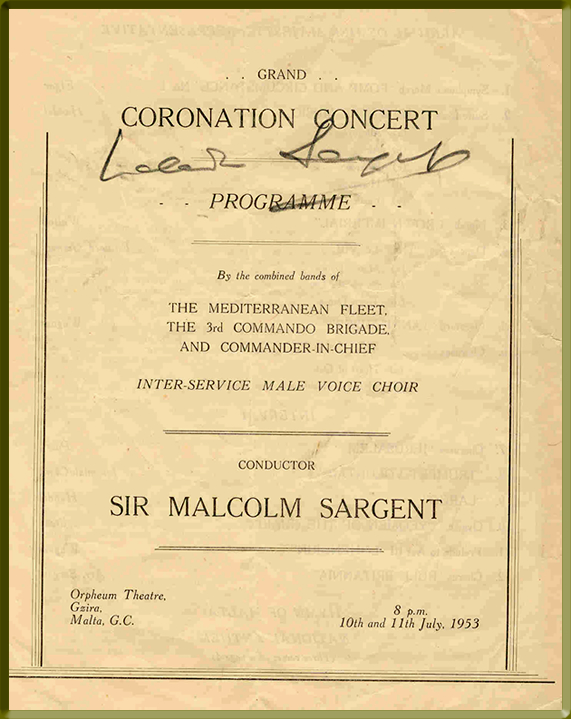 . . GRAND . .
CORONATION CONCERT
Malcolm Sargent
- - PROGRAMME - -
By the combined bands of
THE MEDITERRANEAN FLEET,
THE 3rd COMMANDO BRIGADE,
AND COMMANDER-IN-CHIEF
INTER-SERVICE MALE VOICE CHOIR
CONDUCTOR
SIR MALCOLM SARGENT
Orpheum Theatre,
Gzira,
Malta, G.C.
8 p.m.
10th and 11th July, 1953